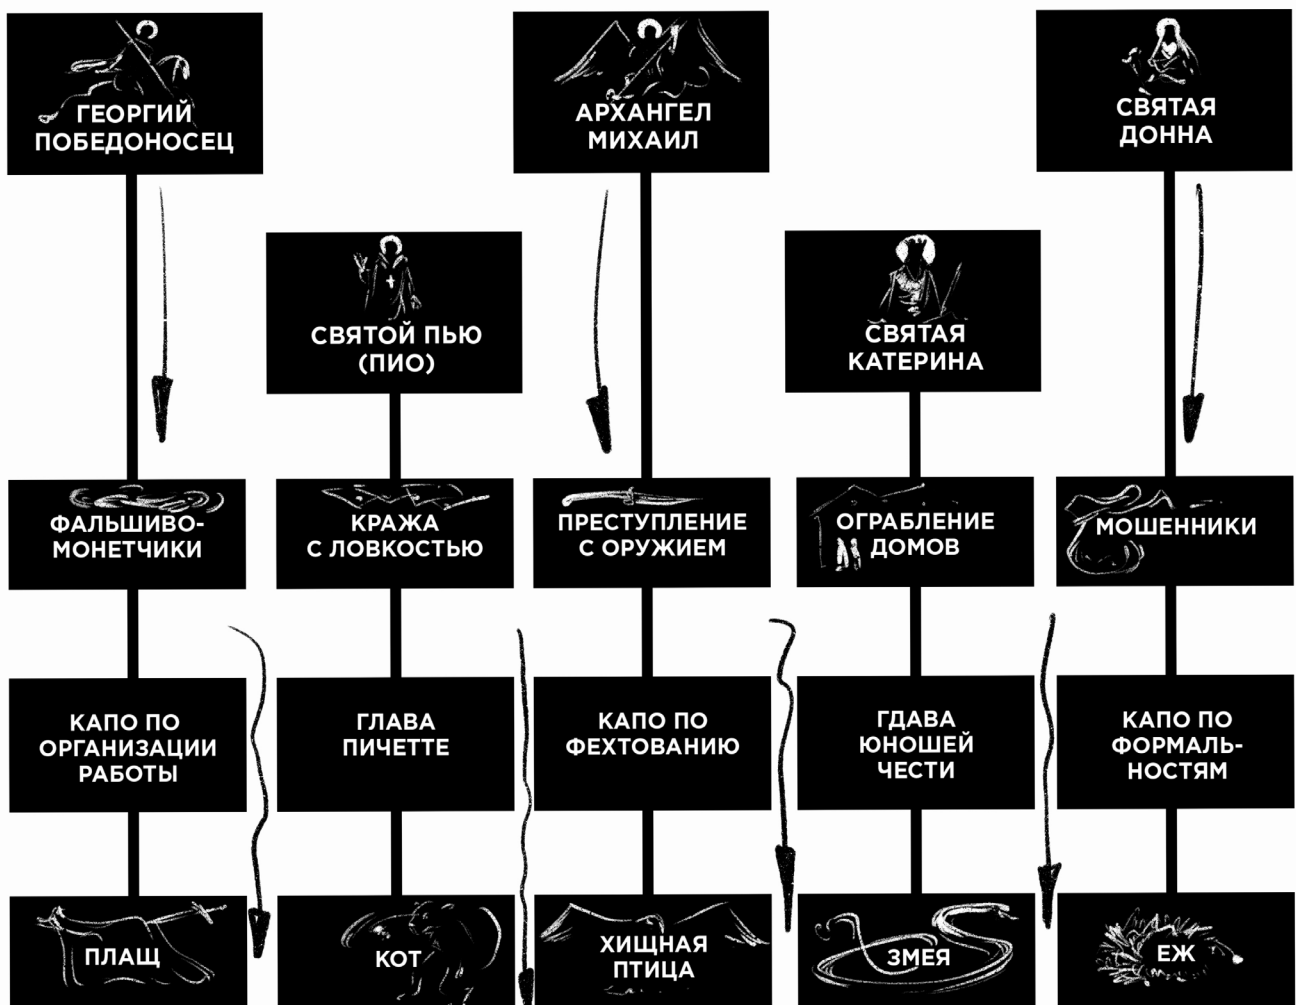 ГЕОРГИЙ
ПОБЕДОНОСЕЦ
АРХАНГЕЛ
МИХАИЛ
СВЯТАЯ
ДОННА
СВЯТОЙ ПЬЮ
(ПИО)
СВЯТАЯ
КАТЕРИНА
ФАЛЬШИВО-
МОНЕТЧИКИ
КРАЖА
С ЛОВКОСТЬЮ
ПРЕСТУПЛЕНИЕ
С ОРУЖИЕМ
ОГРАБЛЕНИЕ
ДОМОВ
МОШЕННИКИ
КАПО ПО
ОРГАНИЗАЦИИ
РАБОТЫ
ГЛАВА
ПИЧЕТТЕ
КАПО ПО
ФЕХТОВАНИЮ
ГДАВА
ЮНОШЕЙ
ЧЕСТИ
КАПО ПО
ФОРМАЛЬ-
НОСТЯМ
ПЛАЩ
КОТ
ХИЩНАЯ
ПТИЦА
ЗМЕЯ
ЕЖ